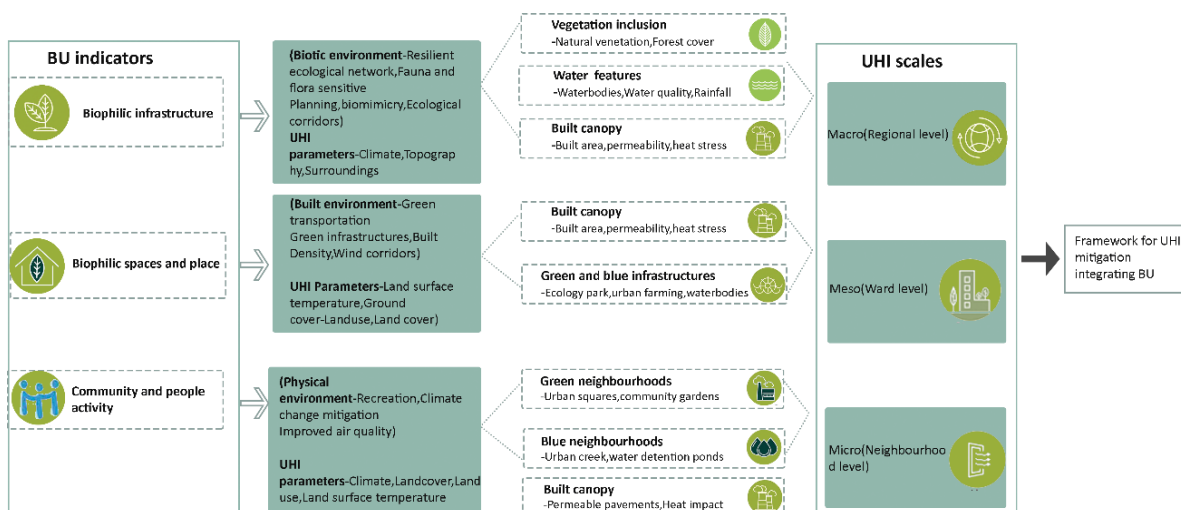 BU indicators
Biophilic infrastructure
Biophilic spaces and place
Community and people
activity
(Biotic environment-Resilient
ecological network,Fauna and
flora sensitive
Planning,biomimicry,Ecological
corridors)
UHI
parameters-Climate,Topograp
hy,Surroundings
(Built environment-Green
transportation
Green infrastructures,Built
Density,Wind corridors)
UHI Parameters-Land surface
temperature,Ground
cover-Landuse,Land cover)
(Physical
environment-Recreation,Climate
change mitigation
Improved air quality)
UHI
parameters-Climate,Landcover,Land
use,Land surface temperature
Vegetation inclusion
-Natural venetation,Forest cover
Water features
-Waterbodies,Water quality,Rainfall
Built canopy
-Built area,permeability,heat stress
Built canopy
-Built area,permeability,heat stress
Green and blue infrastructures
-Ecology park,urban farming,waterbodies
Green neighbourhoods
-Urban squares,community gardens
Blue neighbourhoods
-Urban creek,water detention ponds
Built canopy
-Permeable pavements,Heat impact
UHI scales
Macro(Regional level)
Meso(Ward level)
Micro(Neighbourhoo
d level)
Framework for UHI
mitigation
integrating BU